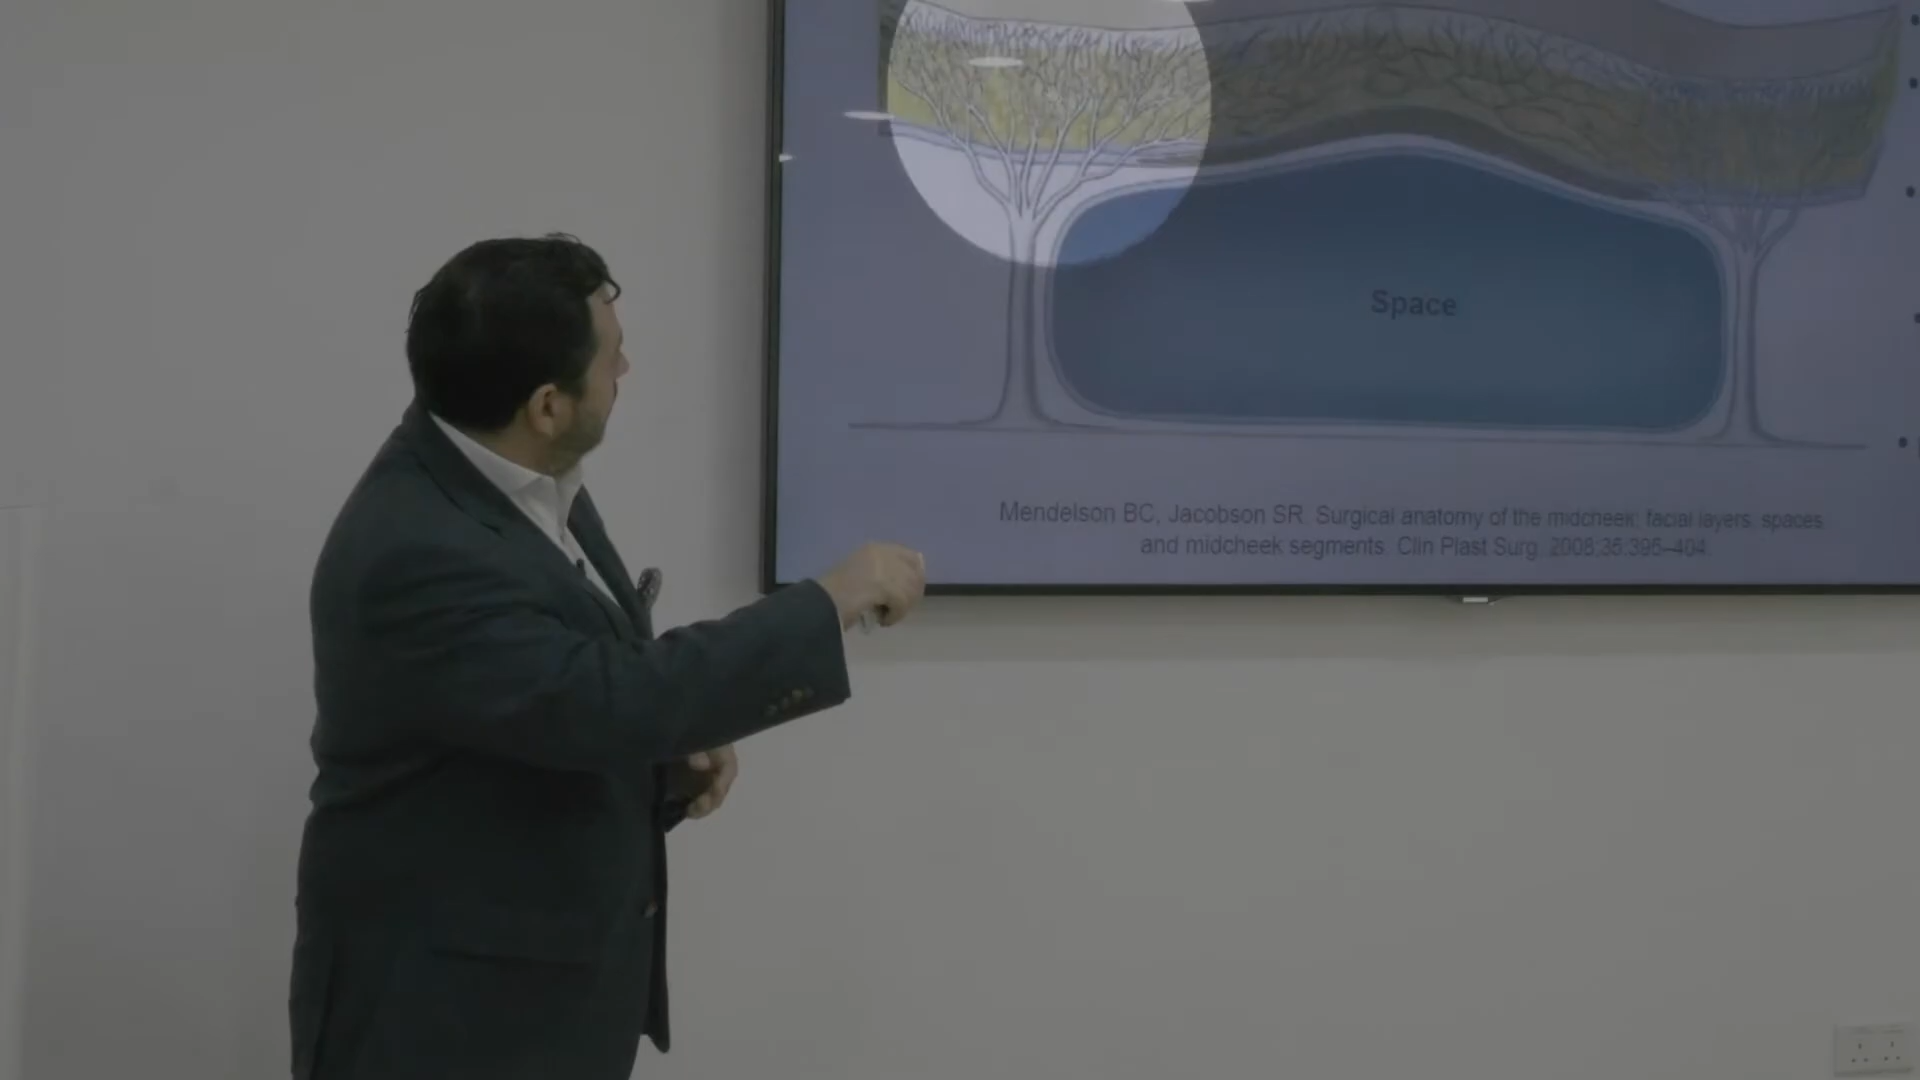 Space
Mendelson BC, Jacobson SR. Surgical anatomy of the midcheek; facial layers, spaces
and midcheek segments. Clin Plast Surg. 2008;35:395–404.